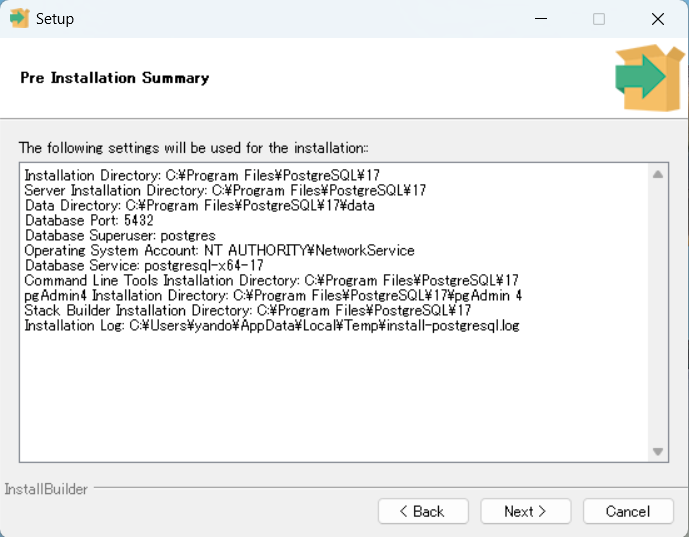 Setup
Pre Installation Summary
The following settings will be used for the installation::
Installation Directory: C:¥Program Files¥PostgreSQL¥17
Server Installation Directory: C:¥Program Files¥PostgreSQL¥17
Data Directory: C:¥Program Files¥PostgreSQL¥17¥data
Database Port: 5432
Database Superuser: postgres
Operating System Account: NT AUTHORITY¥NetworkService
Database Service: postgresql-x64-17
Command Line Tools Installation Directory: C:¥Program Files¥PostgreSQL¥17
pgAdmin4 Installation Directory: C:¥Program Files¥PostgreSQL¥17¥pgAdmin 4
Stack Builder Installation Directory: C:¥Program Files¥PostgreSQL¥17
Installation Log: C:¥Users¥yando¥AppData¥Local¥Temp¥install-postgresql.log
InstallBuilder
< Back Next > Cancel